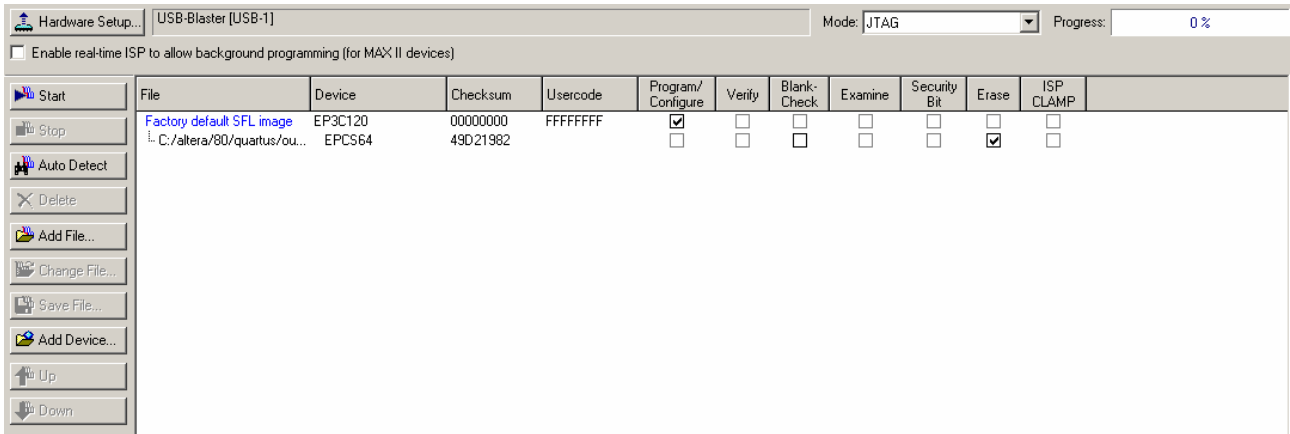 Hardware Setup... USB-Blaster [USB-1] Mode: JTAG Progress: 0 %
Enable real-time ISP to allow background programming (for MAX II devices)
Start
Stop
Auto Detect
Delete
Add File...
Change File...
Save File...
Add Device...
Up
Down
File Device Checksum Usercode Program/ Configure Verify Blank- Check Examine Security Bit Erase ISP CLAMP
Factory default SFL image EP3C120 00000000 FFFFFFFF
C:/altera/80/quartus/ou... EPCS64 49D21982